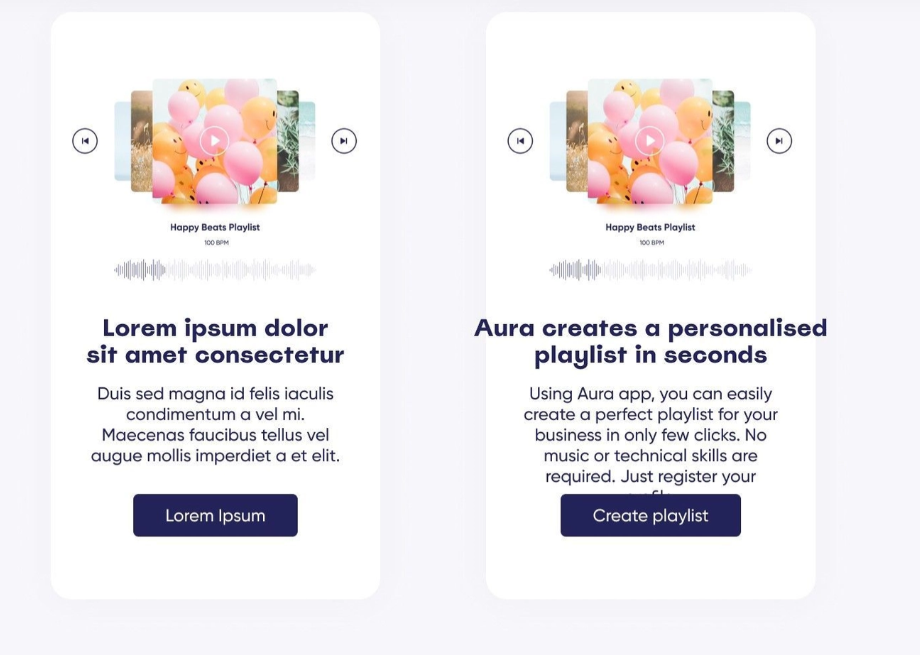 Happy Beats Playlist
100 BPM
Lorem ipsum dolor
sit amet consectetur
Duis sed magna id felis iaculis
condimentum a vel mi.
Maecenas faucibus tellus vel
augue mollis imperdiet a et elit.
Lorem Ipsum
Happy Beats Playlist
100 BPM
Aura creates a personalised
playlist in seconds
Using Aura app, you can easily
create a perfect playlist for your
business in only few clicks. No
music or technical skills are
required. Just register your
Create playlist